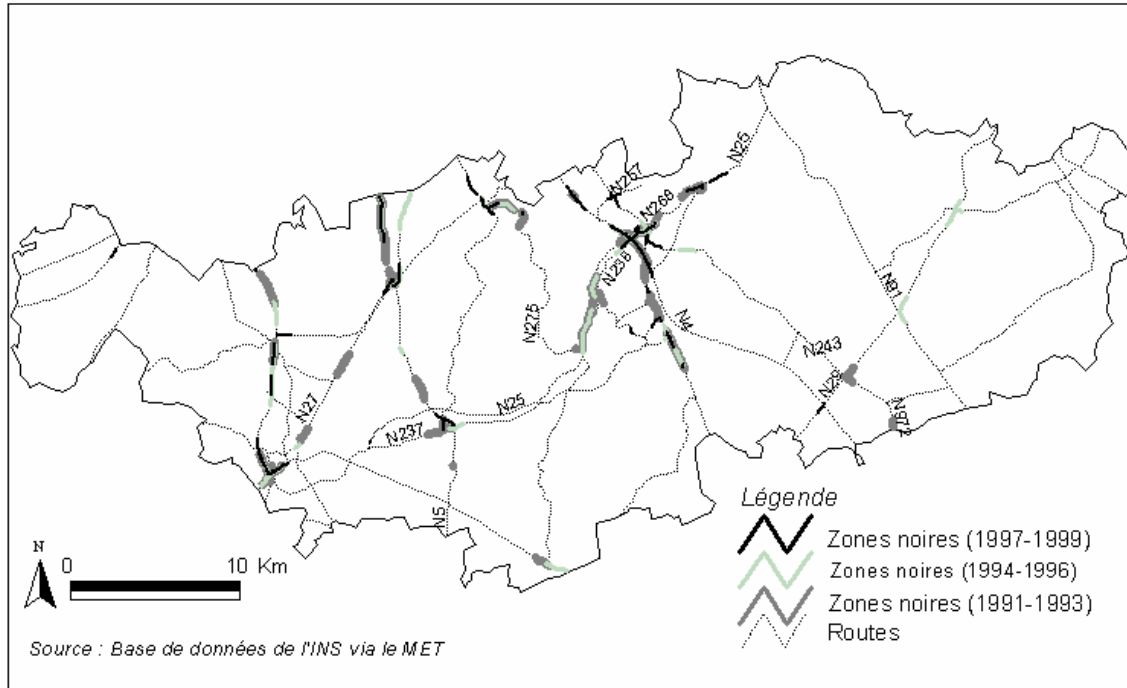 N25
N257
N268
N238
N275
N4
N91
N243
N29
N25
N27
N237
N5
Légende
Zones noires (1997-1999)
Zones noires (1994-1996)
Zones noires (1991-1993)
Routes
N
0 10 Km
Source : Base de données de l'INS via le MET